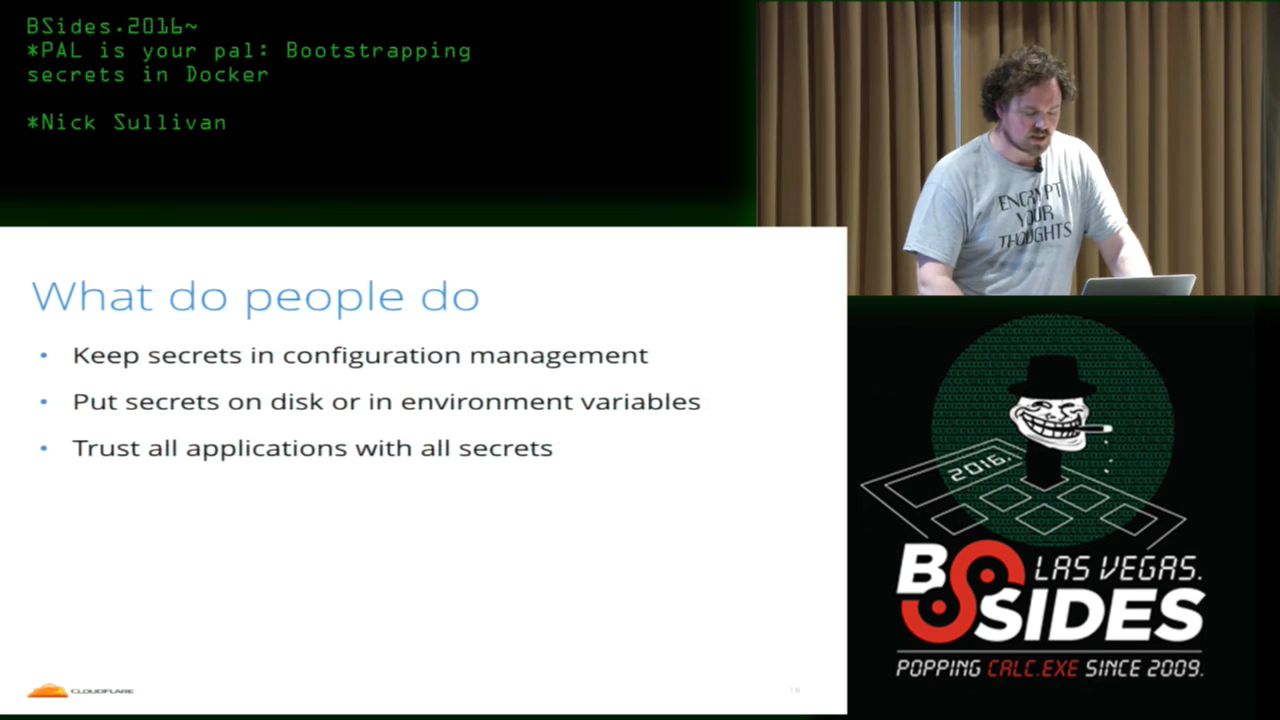 BSides.2016~
*PAL is your pal: Bootstrapping
secrets in Docker
*Nick Sullivan
ENCRYPT
YOUR
THOUGHTS
What do people do
• Keep secrets in configuration management
• Put secrets on disk or in environment variables
• Trust all applications with all secrets
CLOUDFLARE
18
2016.
BSIDES
LAS VEGAS.
POPPING CALC.EXE SINCE 2009.